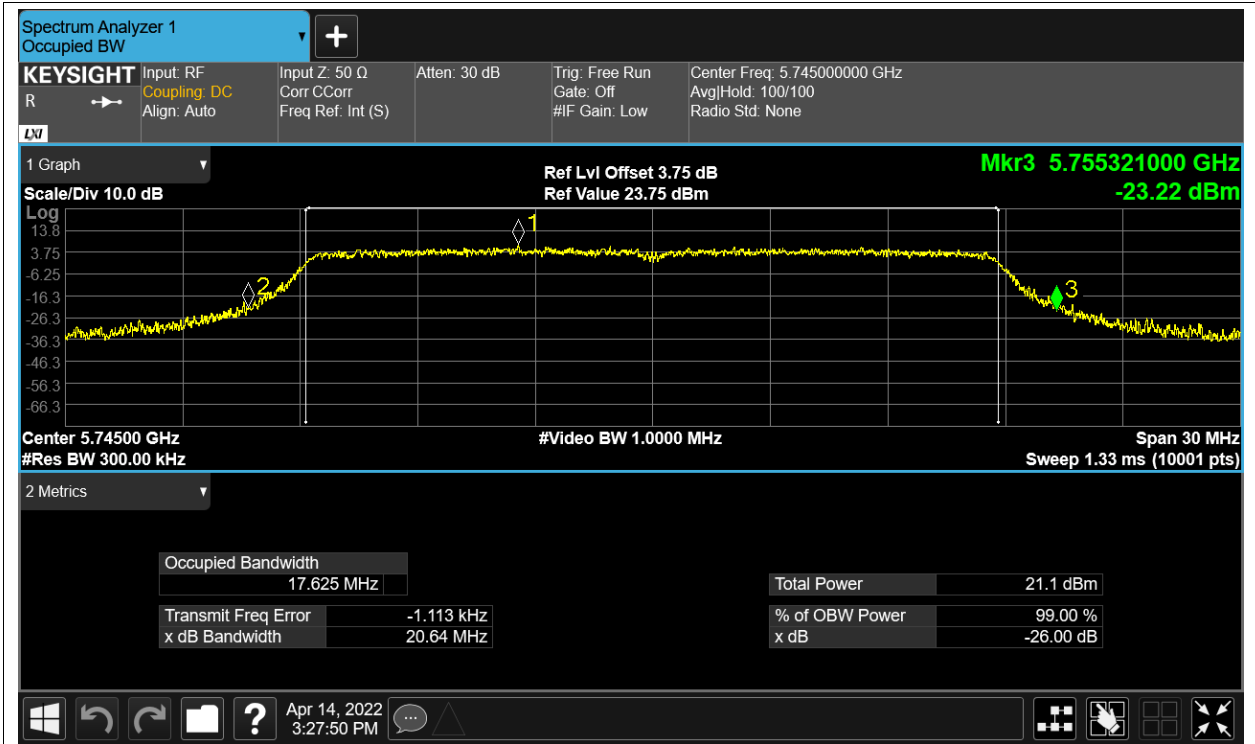 Spectrum Analyzer 1
Occupied BW
KEYSIGHT
R
LXI
Input: RF
Coupling: DC
Align: Auto
Input Z: 50 Ω
Corr CCorr
Freq Ref: Int (S)
Atten: 30 dB
Trig: Free Run
Gate: Off
#IF Gain: Low
Center Freq: 5.745000000 GHz
Avg|Hold: 100/100
Radio Std: None
1 Graph
Scale/Div 10.0 dB
Ref Lvl Offset 3.75 dB
Ref Value 23.75 dBm
Mkr3 5.755321000 GHz
-23.22 dBm
Log
13.8
3.75
-6.25
-16.3
-26.3
-36.3
-46.3
-56.3
-66.3
1
2
3
Center 5.74500 GHz
#Res BW 300.00 kHz
#Video BW 1.0000 MHz
Span 30 MHz
Sweep 1.33 ms (10001 pts)
2 Metrics
Occupied Bandwidth
17.625 MHz
Transmit Freq Error -1.113 kHz
x dB Bandwidth 20.64 MHz
Total Power 21.1 dBm
% of OBW Power 99.00 %
x dB -26.00 dB
?
Apr 14, 2022
3:27:50 PM